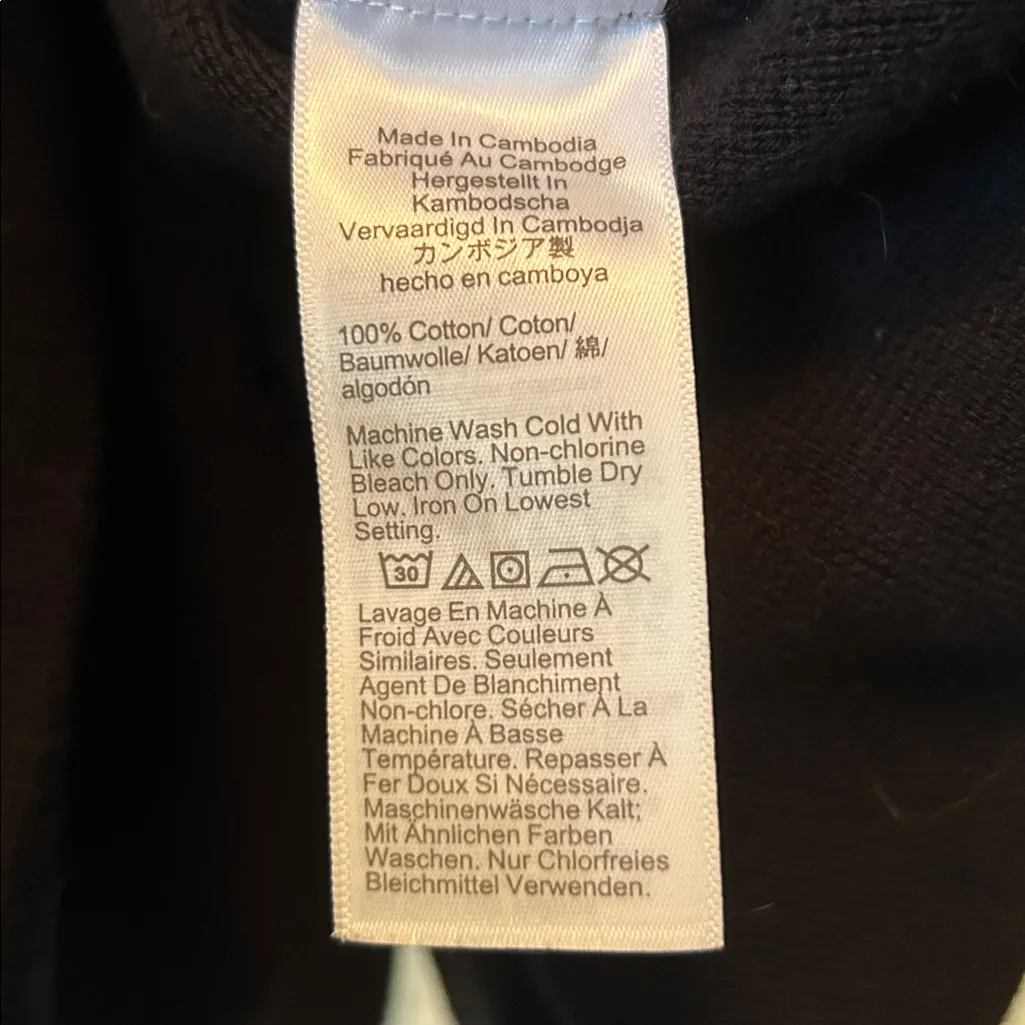 Made In Cambodia
Fabriqué Au Cambodge
Hergestellt In
Kambodscha
Vervaardigd In Cambodja
カンボジア製
hecho en camboya
100% Cotton/ Coton/
Baumwolle/ Katoen/ 綿/
algodón
Machine Wash Cold With
Like Colors. Non-chlorine
Bleach Only. Tumble Dry
Low. Iron On Lowest
Setting.
30
Lavage En Machine À
Froid Avec Couleurs
Similaires. Seulement
Agent De Blanchiment
Non-chlore. Sécher À La
Machine À Basse
Température. Repasser À
Fer Doux Si Nécessaire.
Maschinenwäsche Kalt;
Mit Ähnlichen Farben
Waschen. Nur Chlorfreies
Bleichmittel Verwenden.